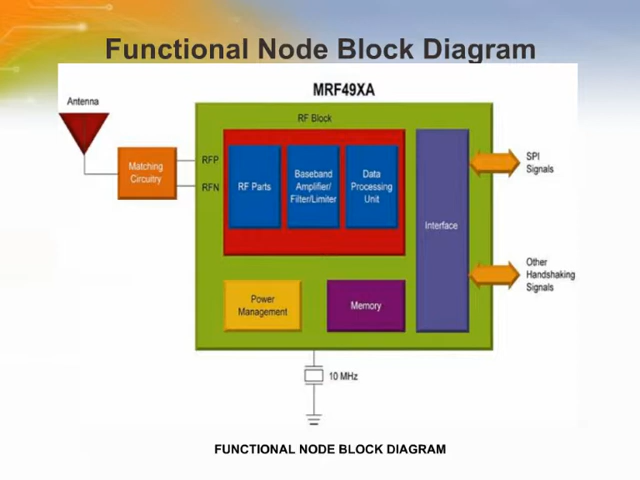 Functional Node Block Diagram
MRF49XA
Antenna
RF Block
Matching
Circuitry
RFP
RFN
RF Parts
Baseband
Amplifier/
Filter/Limiter
Data
Processing
Unit
Interface
SPI
Signals
Other
Handshaking
Signals
Power
Management
Memory
10 MHz
FUNCTIONAL NODE BLOCK DIAGRAM